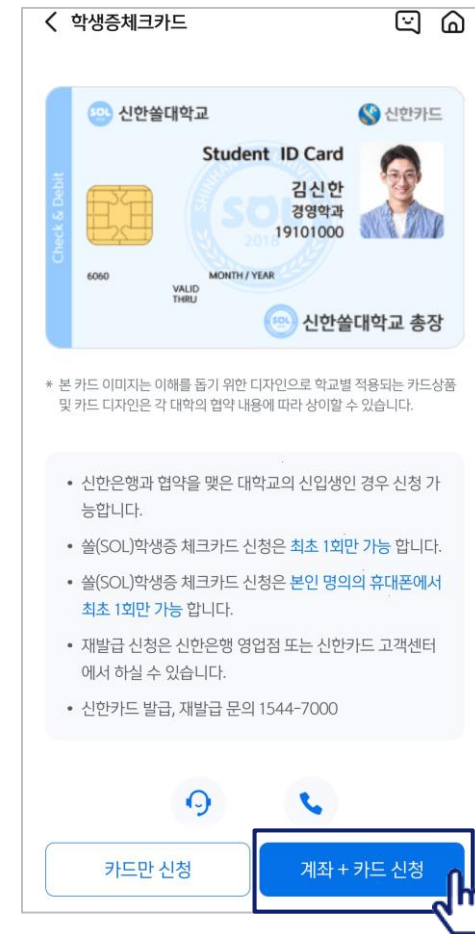 학생증체크카드
SOL 신한쏠대학교 신한카드
Check & Debit
Student ID Card
김신한
경영학과
19101000
SOL
2018
6060
MONTH / YEAR
VALID
THRU
SOL 신한쏠대학교 총장
* 본 카드 이미지는 이해를 돕기 위한 디자인으로 학교별 적용되는 카드상품
및 카드 디자인은 각 대학의 협약 내용에 따라 상이할 수 있습니다.
• 신한은행과 협약을 맺은 대학교의 신입생인 경우 신청 가
능합니다.
• 쏠(SOL)학생증 체크카드 신청은 최초 1회만 가능 합니다.
• 쏠(SOL)학생증 체크카드 신청은 본인 명의의 휴대폰에서
최초 1회만 가능 합니다.
• 재발급 신청은 신한은행 영업점 또는 신한카드 고객센터
에서 하실 수 있습니다.
• 신한카드 발급, 재발급 문의 1544-7000
카드만 신청
계좌 + 카드 신청